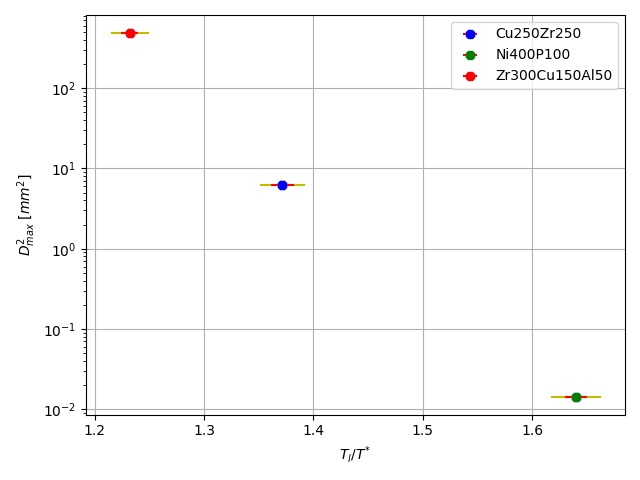 Cu250Zr250
Ni400P100
Zr300Cu150Al50
10²
10¹
10⁰
10⁻¹
10⁻²
D²max [mm²]
1.2 1.3 1.4 1.5 1.6
Tl/T*